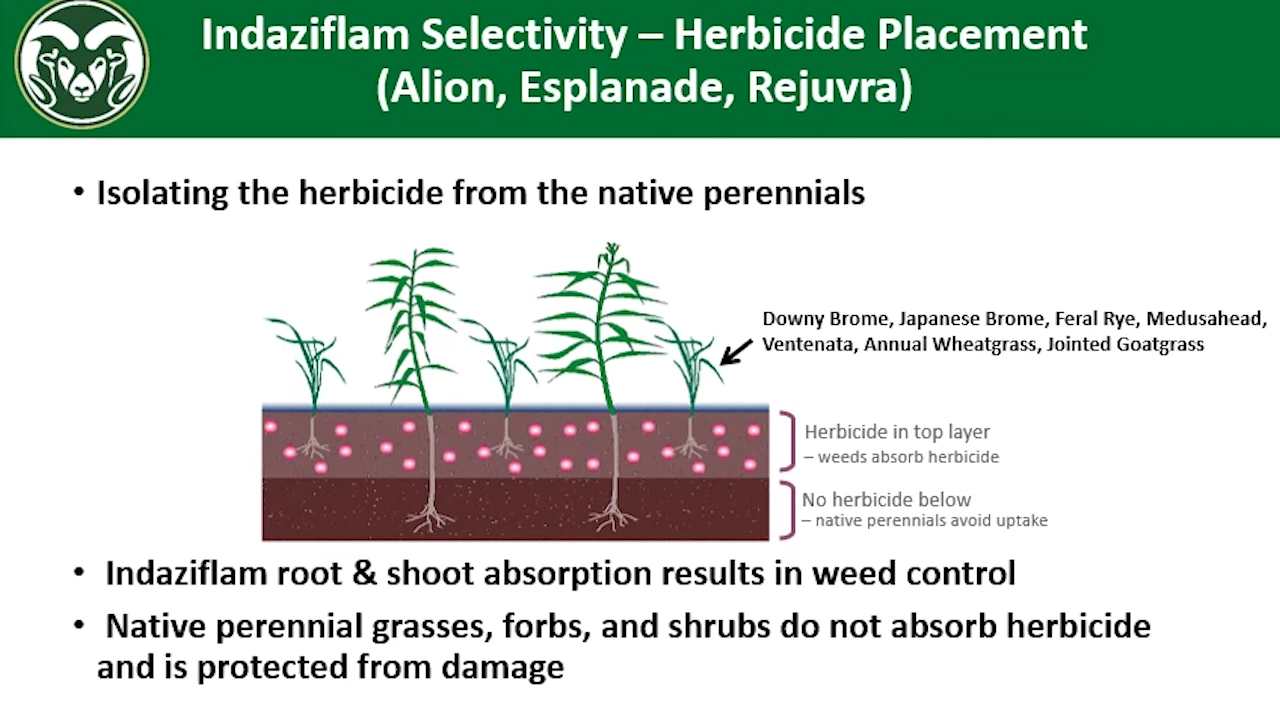 Indaziflam Selectivity – Herbicide Placement
(Alion, Esplanade, Rejuvra)
• Isolating the herbicide from the native perennials
Downy Brome, Japanese Brome, Feral Rye, Medusahead,
Ventenata, Annual Wheatgrass, Jointed Goatgrass
Herbicide in top layer
– weeds absorb herbicide
No herbicide below
– native perennials avoid uptake
• Indaziflam root & shoot absorption results in weed control
• Native perennial grasses, forbs, and shrubs do not absorb herbicide
and is protected from damage